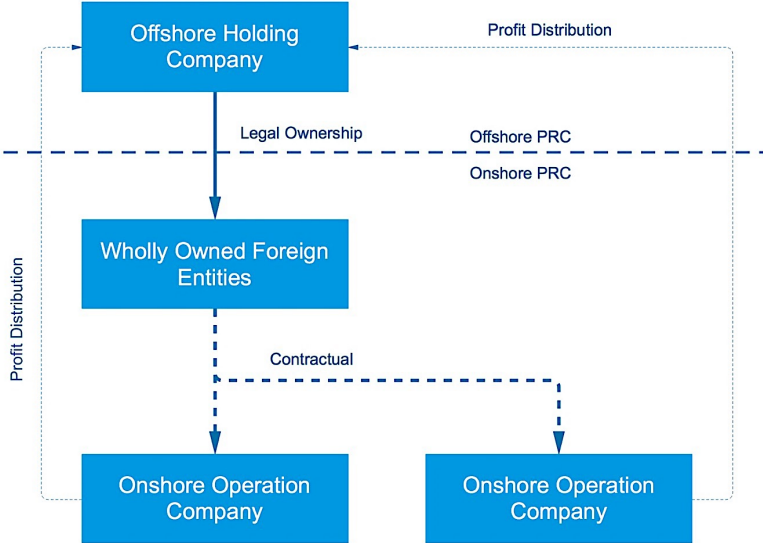 Offshore Holding
Company
Profit Distribution
Legal Ownership
Offshore PRC
Onshore PRC
Wholly Owned Foreign
Entities
Profit Distribution
Contractual
Onshore Operation
Company
Onshore Operation
Company